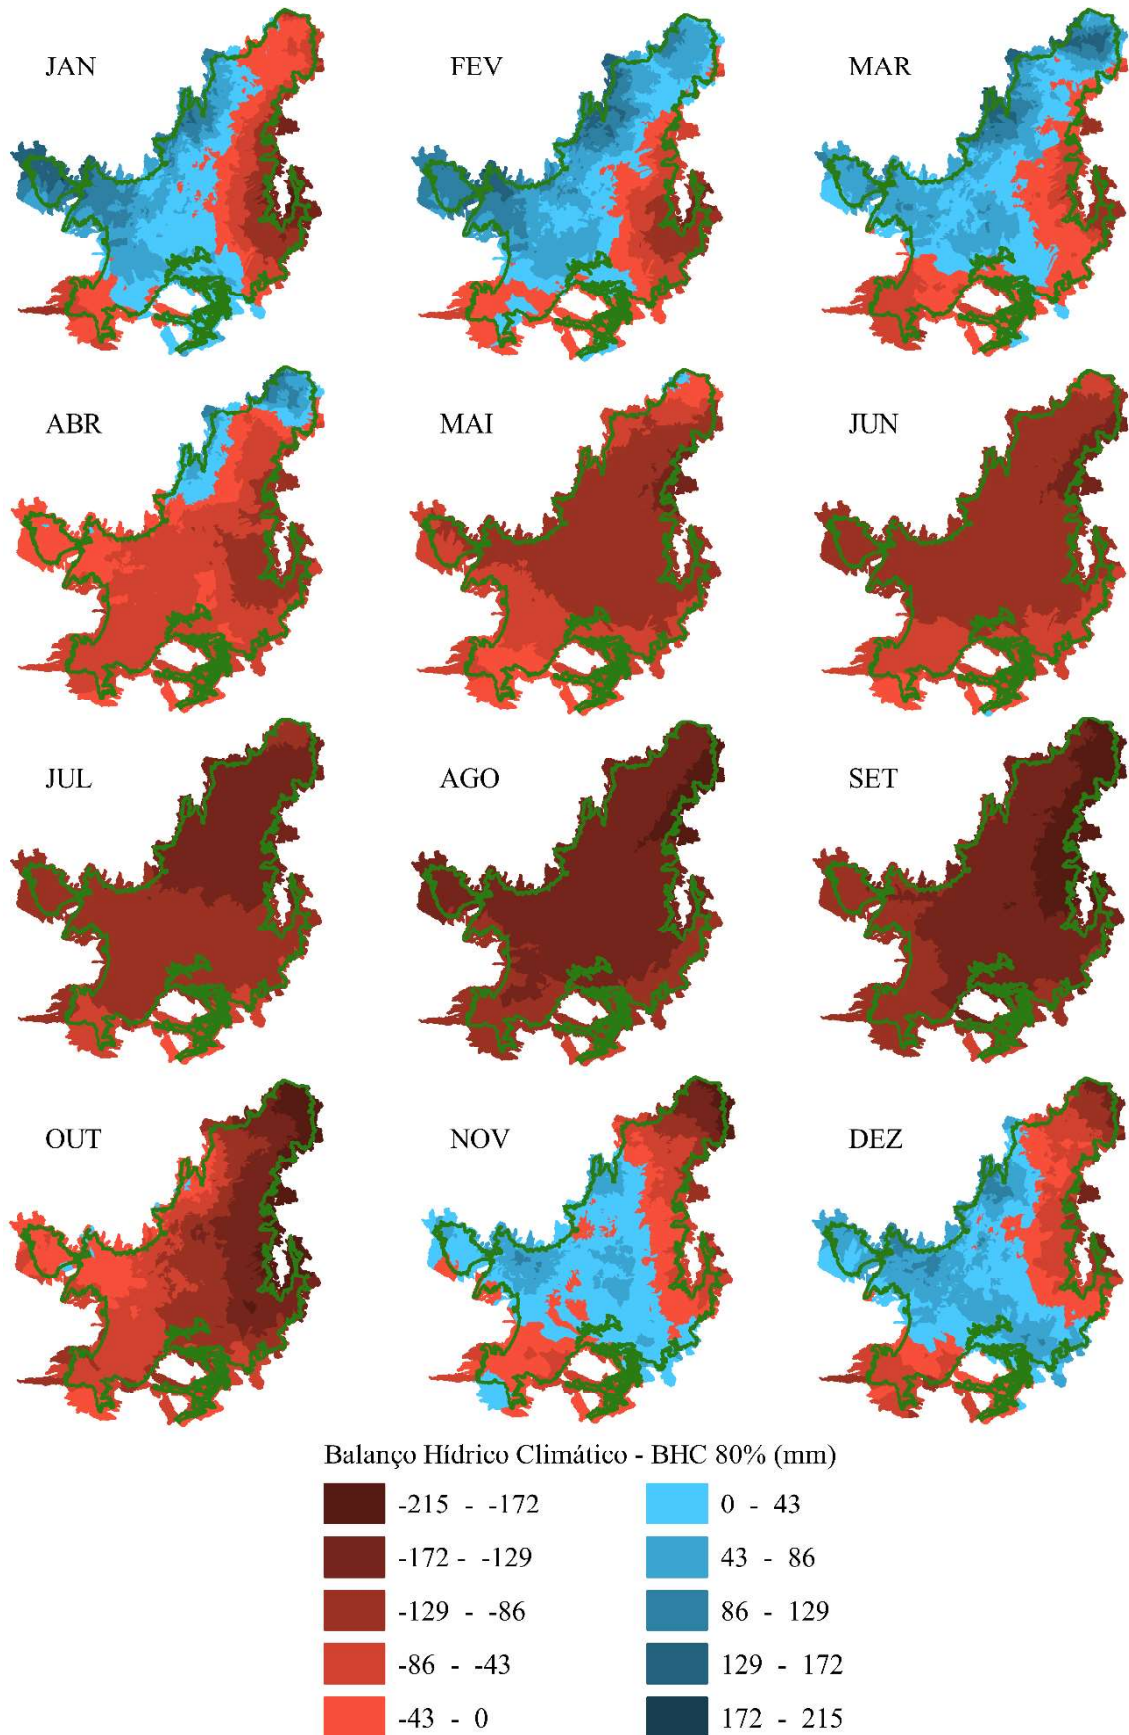 JAN
FEV
MAR
ABR
MAI
JUN
JUL
AGO
SET
OUT
NOV
DEZ
Balanço Hídrico Climático - BHC 80% (mm)
-215 - -172
0 - 43
-172 - -129
43 - 86
-129 - -86
86 - 129
-86 - -43
129 - 172
-43 - 0
172 - 215